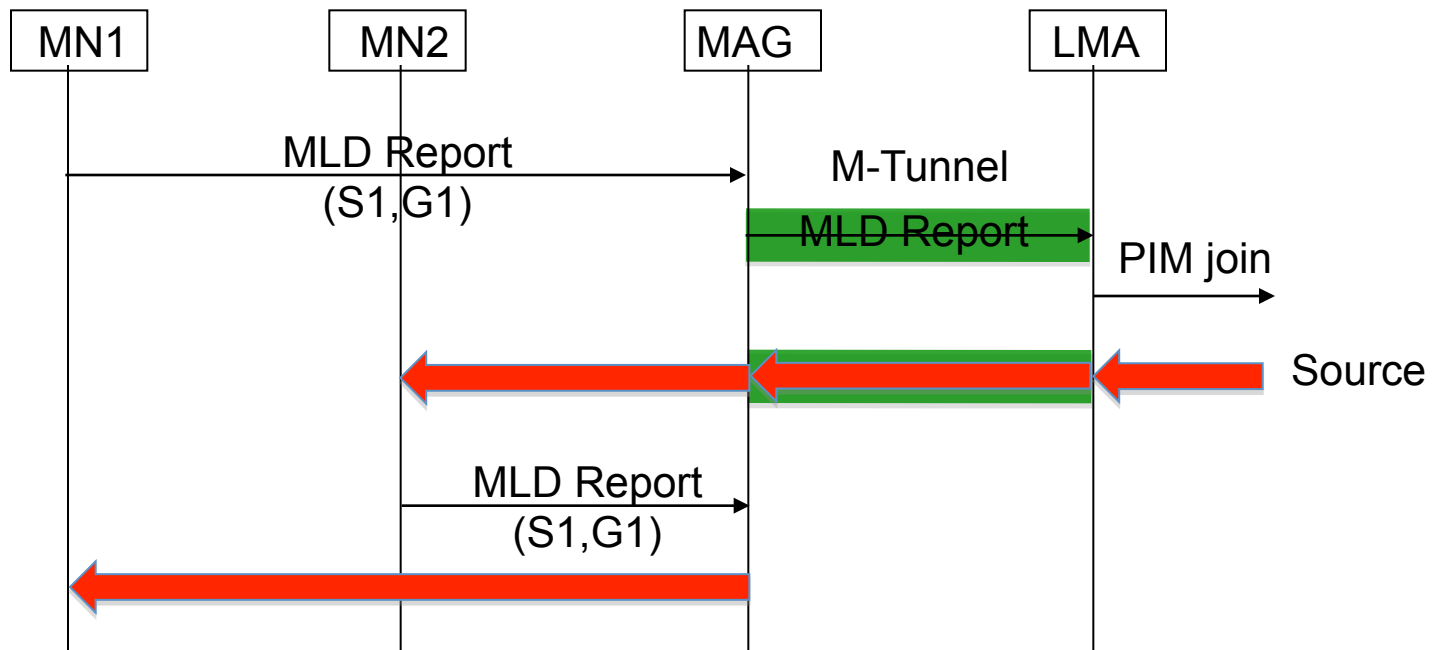 MN1
MN2
MAG
LMA
MLD Report
(S1,G1)
M-Tunnel
MLD Report
PIM join
Source
MLD Report
(S1,G1)